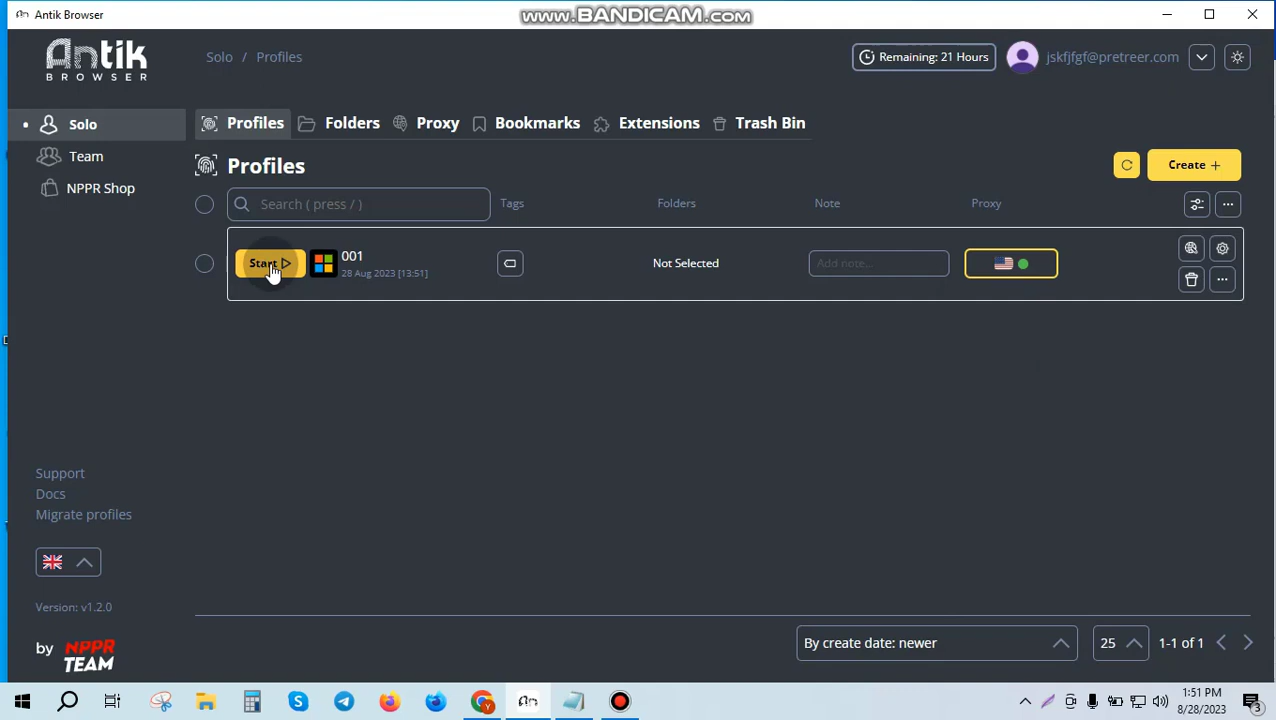 Antik Browser
www.BANDICAM.com
Antik
BROWSER
Solo / Profiles
Remaining: 21 Hours
jskfjfgf@pretreer.com
Solo
Team
NPPR Shop
Profiles
Folders
Proxy
Bookmarks
Extensions
Trash Bin
Profiles
Create +
Search ( press / )
Tags
Folders
Note
Proxy
Start
001
28 Aug 2023 [13:51]
Not Selected
Add note...
Support
Docs
Migrate profiles
Version: v1.2.0
by NPPR
TEAM
By create date: newer
25
1-1 of 1
1:51 PM
8/28/2023
3